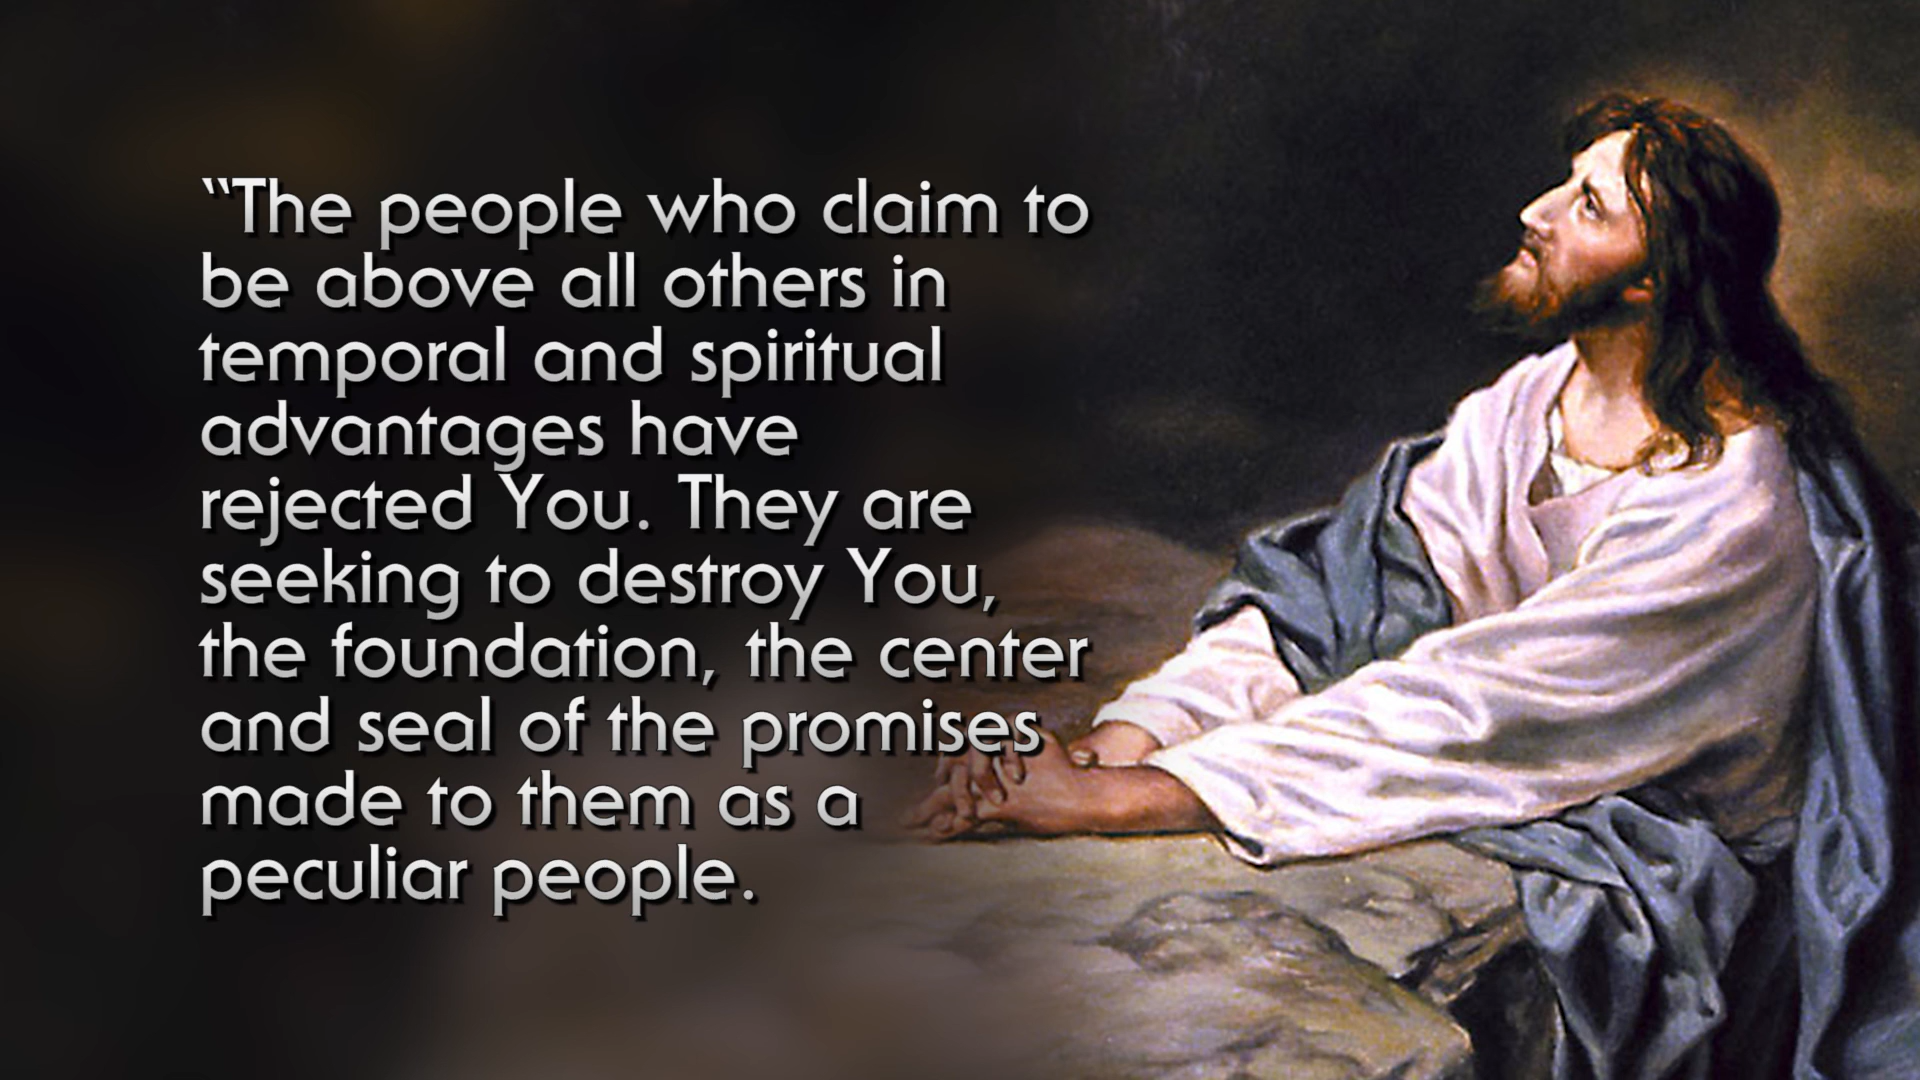 “The people who claim to
be above all others in
temporal and spiritual
advantages have
rejected You. They are
seeking to destroy You,
the foundation, the center
and seal of the promises
made to them as a
peculiar people.